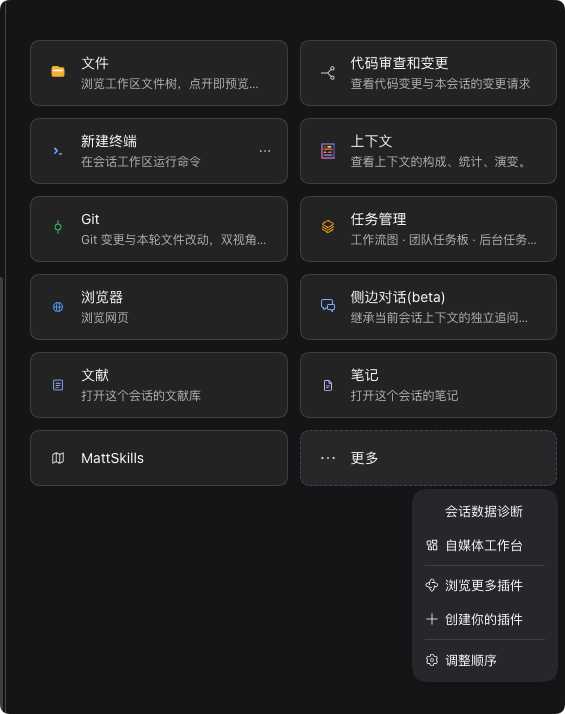 文件
浏览工作区文件树，点开即预览...
代码审查和变更
查看代码变更与本会话的变更请求
新建终端
在会话工作区运行命令
上下文
查看上下文的构成、统计、演变。
Git
Git 变更与本轮文件改动，双视角...
任务管理
工作流图 · 团队任务板 · 后台任务...
浏览器
浏览网页
侧边对话(beta)
继承当前会话上下文的独立追问...
文献
打开这个会话的文献库
笔记
打开这个会话的笔记
MattSkills
更多
会话数据诊断
自媒体工作台
浏览更多插件
创建你的插件
调整顺序